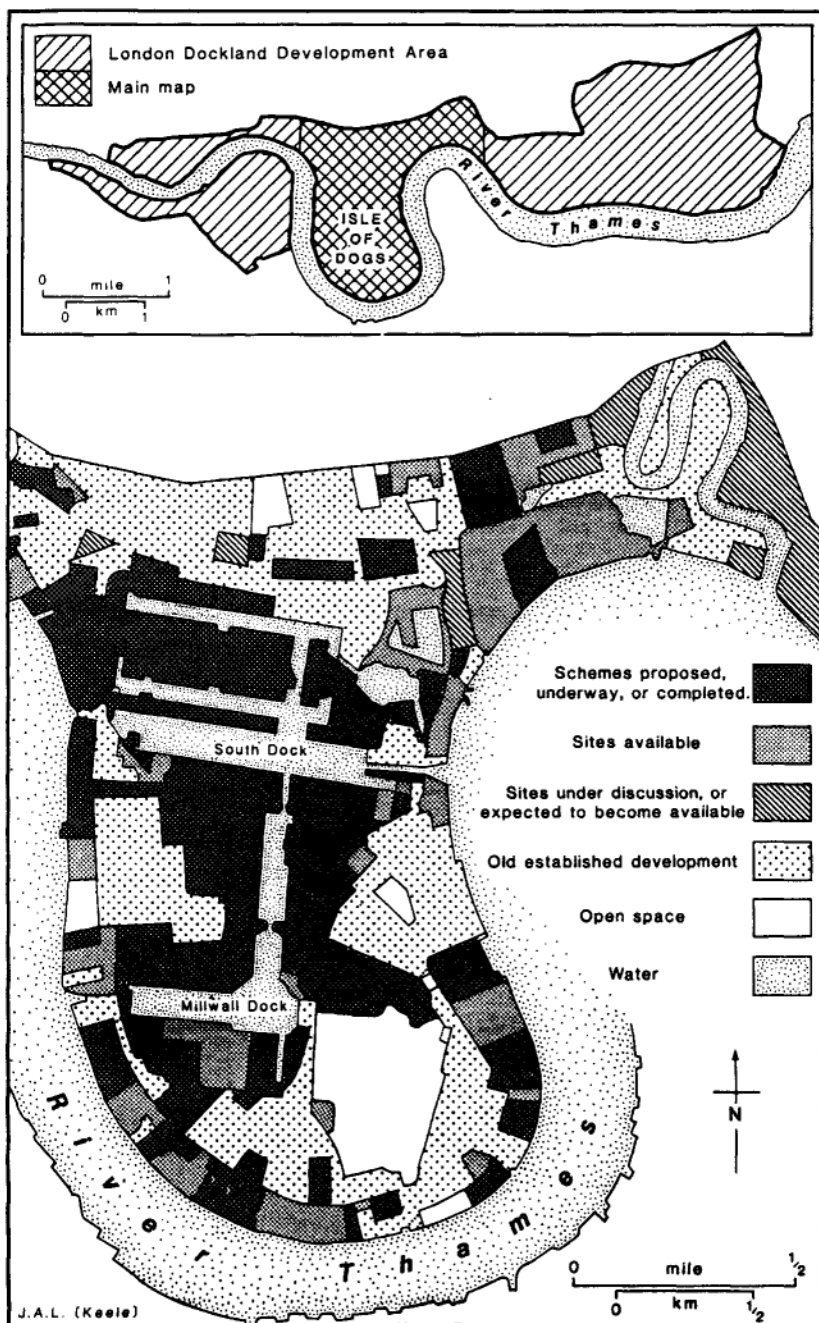 London Dockland Development Area
Main map
River Thames
ISLE
OF
DOGS
0 mile 1
0 km 1
South Dock
Millwall Dock
Schemes proposed,
underway, or completed.
Sites available
Sites under discussion, or
expected to become available
Old established development
Open space
Water
N
River Thames
0 mile 1/2
0 km 1/2
J.A.L. (Keele)